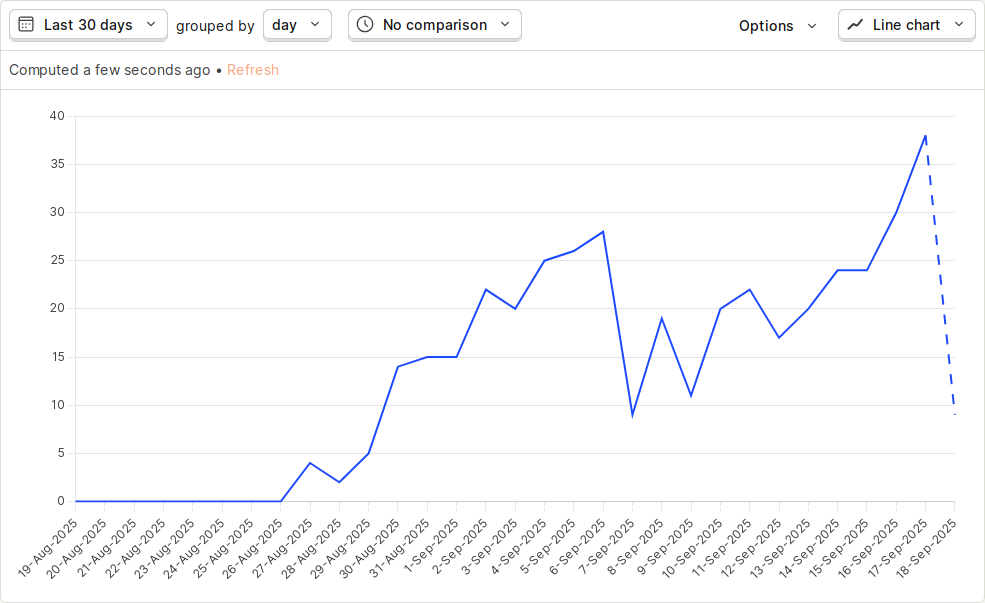 Last 30 days grouped by day No comparison Options Line chart
Computed a few seconds ago • Refresh
40
35
30
25
20
15
10
5
0
19-Aug-2025
20-Aug-2025
21-Aug-2025
22-Aug-2025
23-Aug-2025
24-Aug-2025
25-Aug-2025
26-Aug-2025
27-Aug-2025
28-Aug-2025
29-Aug-2025
30-Aug-2025
31-Aug-2025
1-Sep-2025
2-Sep-2025
3-Sep-2025
4-Sep-2025
5-Sep-2025
6-Sep-2025
7-Sep-2025
8-Sep-2025
9-Sep-2025
10-Sep-2025
11-Sep-2025
12-Sep-2025
13-Sep-2025
14-Sep-2025
15-Sep-2025
16-Sep-2025
17-Sep-2025
18-Sep-2025